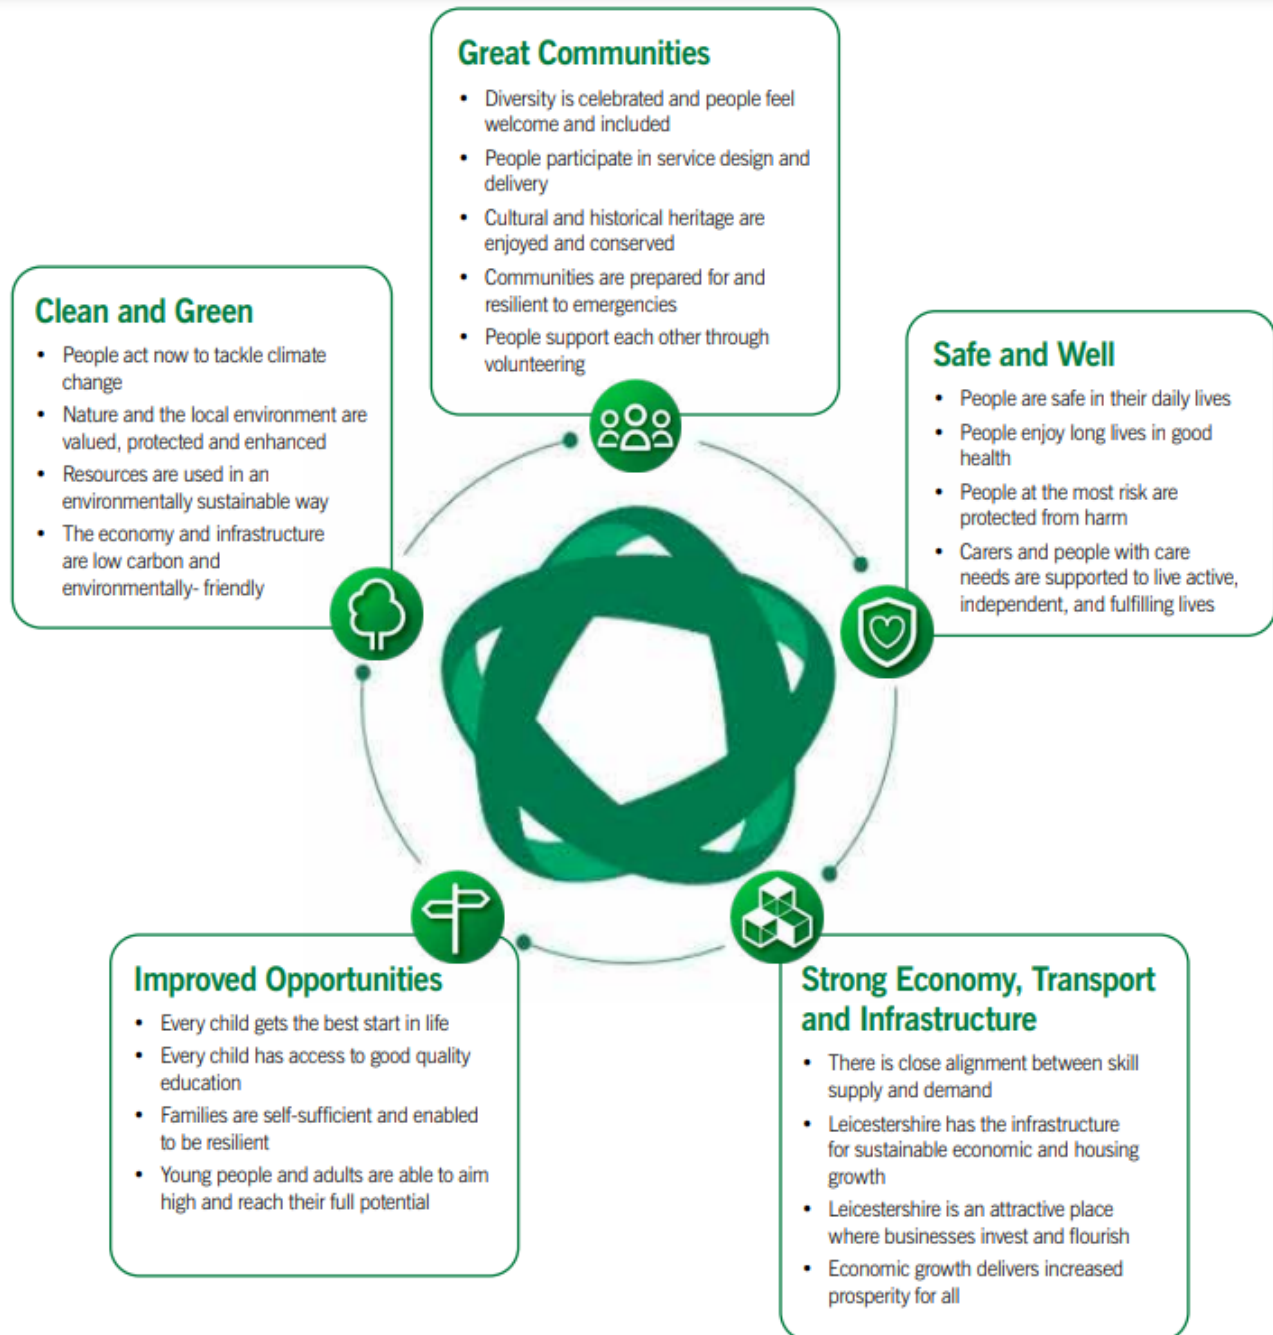 Great Communities
• Diversity is celebrated and people feel
welcome and included
• People participate in service design and
delivery
• Cultural and historical heritage are
enjoyed and conserved
• Communities are prepared for and
resilient to emergencies
• People support each other through
volunteering
Clean and Green
• People act now to tackle climate
change
• Nature and the local environment are
valued, protected and enhanced
• Resources are used in an
environmentally sustainable way
• The economy and infrastructure
are low carbon and
environmentally- friendly
Safe and Well
• People are safe in their daily lives
• People enjoy long lives in good
health
• People at the most risk are
protected from harm
• Carers and people with care
needs are supported to live active,
independent, and fulfilling lives
Improved Opportunities
• Every child gets the best start in life
• Every child has access to good quality
education
• Families are self-sufficient and enabled
to be resilient
• Young people and adults are able to aim
high and reach their full potential
Strong Economy, Transport
and Infrastructure
• There is close alignment between skill
supply and demand
• Leicestershire has the infrastructure
for sustainable economic and housing
growth
• Leicestershire is an attractive place
where businesses invest and flourish
• Economic growth delivers increased
prosperity for all